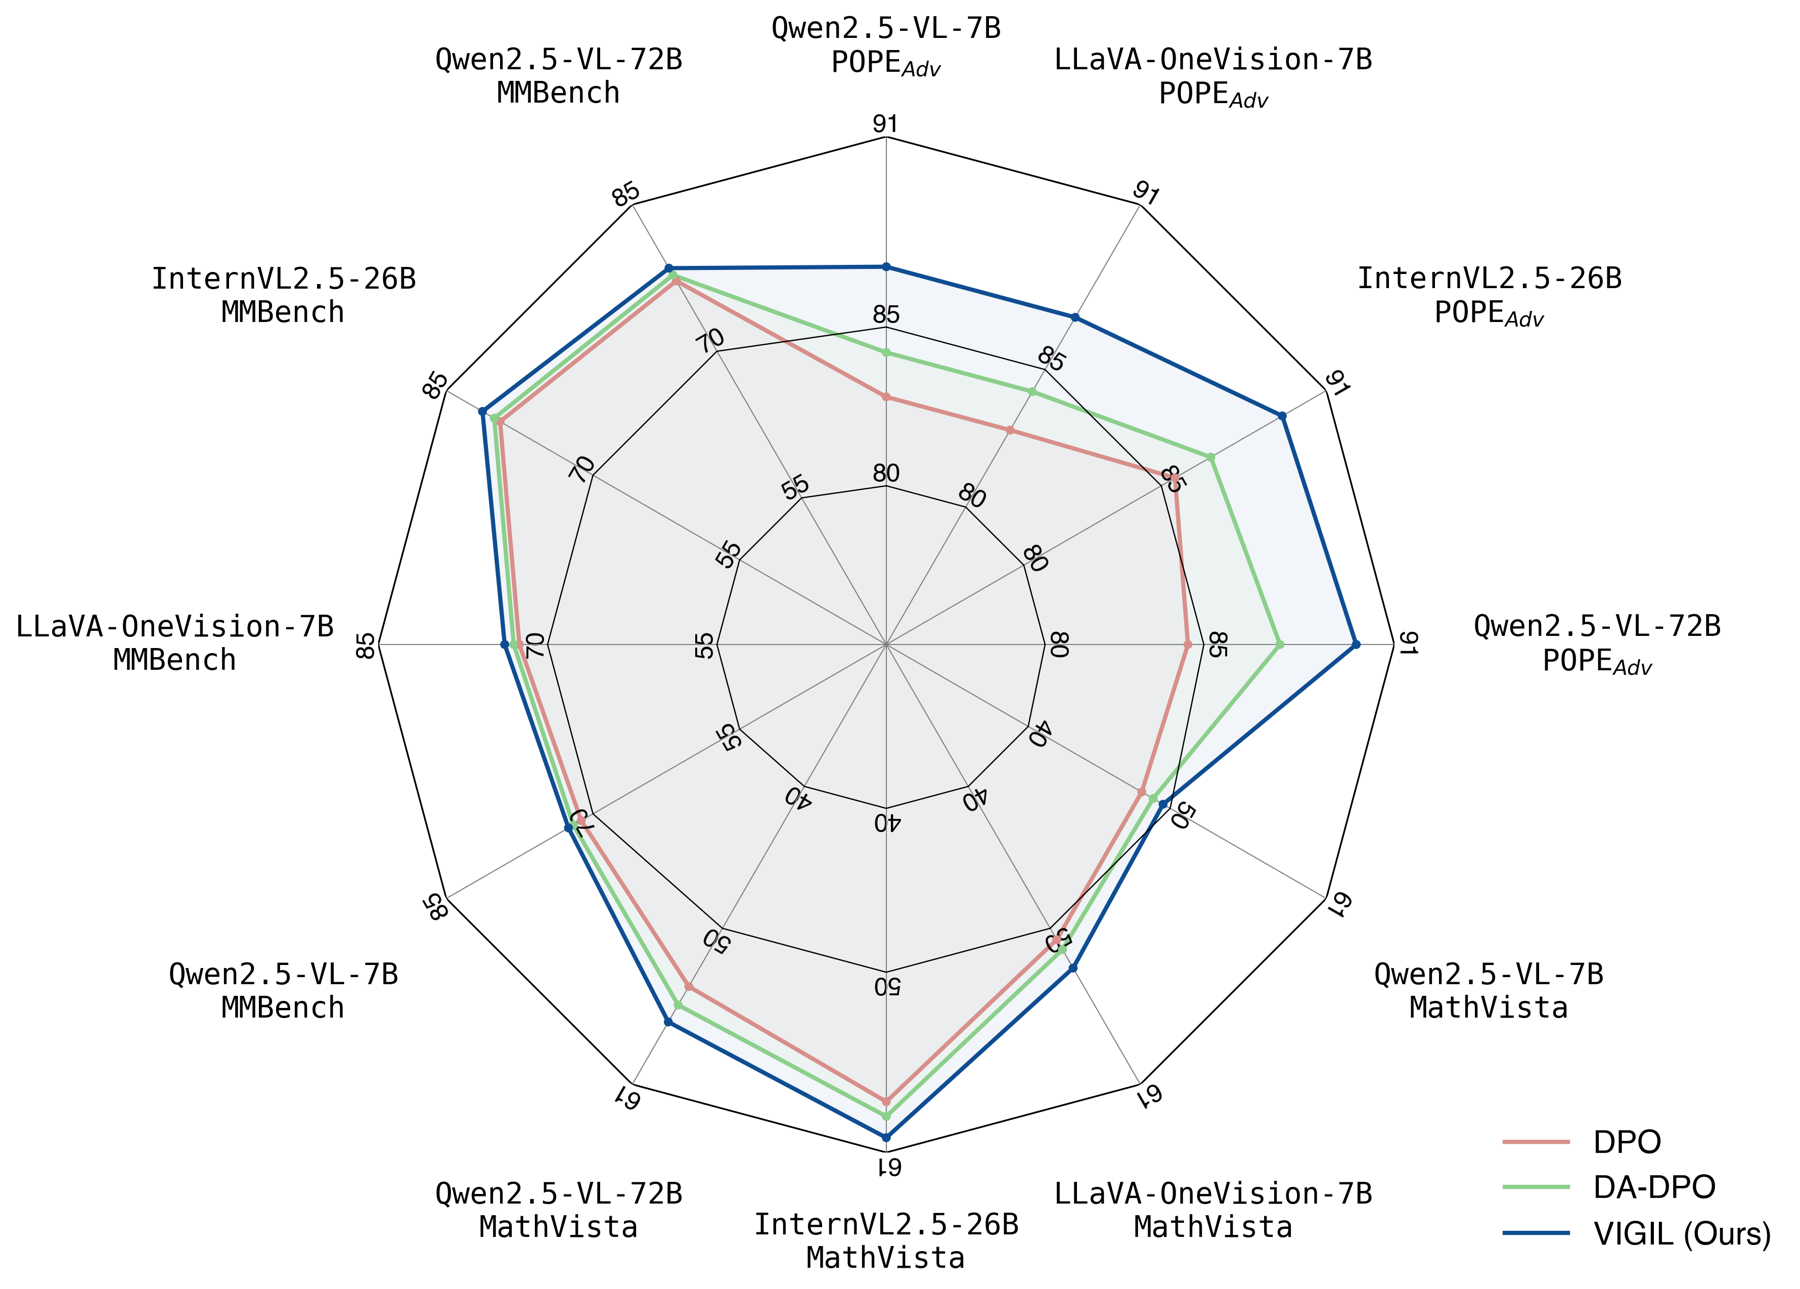 Qwen2.5-VL-7B
POPE_Adv
Qwen2.5-VL-72B
MMBench
LLaVA-OneVision-7B
POPE_Adv
91
85
91
InternVL2.5-26B
MMBench
InternVL2.5-26B
POPE_Adv
85
91
85
70
85
70
85
80
55
80
55
80
LLaVA-OneVision-7B
MMBench
85
70
55
80
85
91
Qwen2.5-VL-72B
POPE_Adv
55
40
70
40
40
40
50
85
50
50
50
61
Qwen2.5-VL-7B
MMBench
Qwen2.5-VL-7B
MathVista
61
61
61
Qwen2.5-VL-72B
MathVista
InternVL2.5-26B
MathVista
LLaVA-OneVision-7B
MathVista
DPO
DA-DPO
VIGIL (Ours)